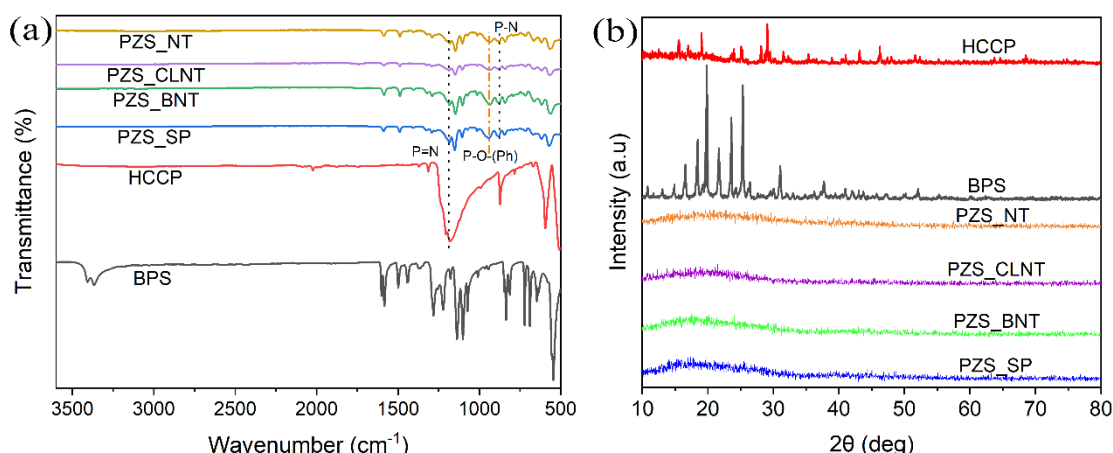 (a)
P-N
PZS_NT
PZS_CLNT
PZS_BNT
PZS_SP
P=N
P-O-(Ph)
HCCP
BPS
Transmittance (%)
3500 3000 2500 2000 1500 1000 500
Wavenumber (cm⁻¹)
(b)
HCCP
BPS
PZS_NT
PZS_CLNT
PZS_BNT
PZS_SP
Intensity (a.u)
10 20 30 40 50 60 70 80
2θ (deg)